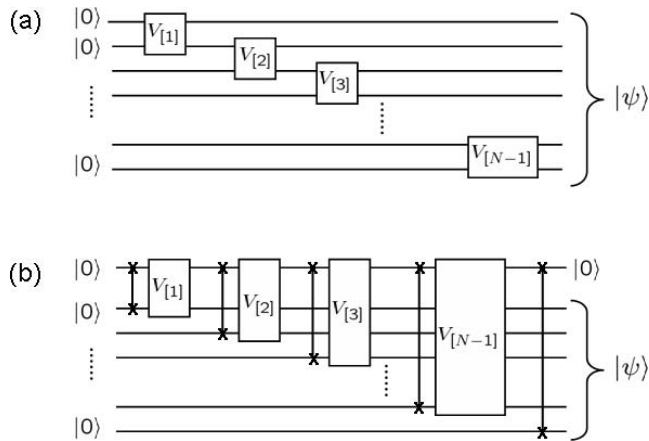 (a)
|0⟩
|0⟩
|0⟩
V[1]
V[2]
V[3]
V[N−1]
|ψ⟩
(b)
|0⟩
|0⟩
|0⟩
V[1]
V[2]
V[3]
V[N−1]
|0⟩
|ψ⟩